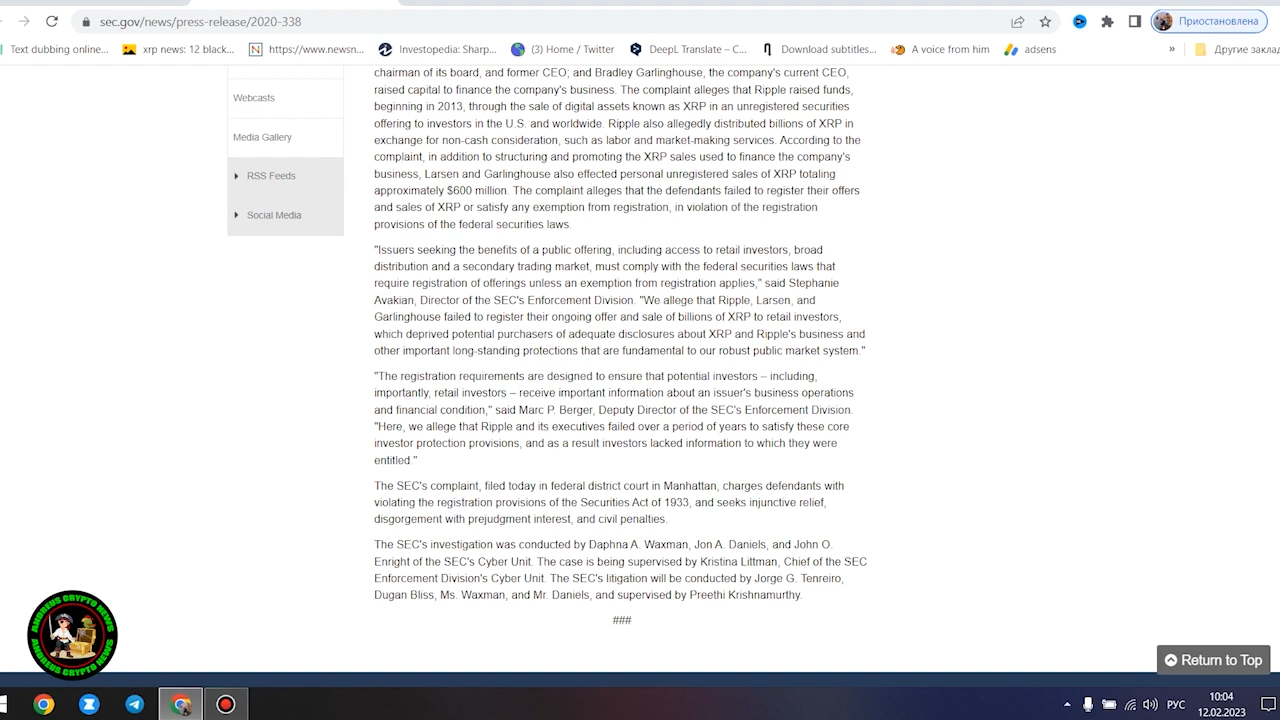 sec.gov/news/press-release/2020-338
Приостановлена
Text dubbing online...
xrp news: 12 black...
https://www.newsn...
Investopedia: Sharp...
(3) Home / Twitter
DeepL Translate – C...
Download subtitles...
A voice from him
adsens
»
Другие заклад
Webcasts
Media Gallery
RSS Feeds
Social Media
chairman of its board, and former CEO; and Bradley Garlinghouse, the company's current CEO,
raised capital to finance the company's business. The complaint alleges that Ripple raised funds,
beginning in 2013, through the sale of digital assets known as XRP in an unregistered securities
offering to investors in the U.S. and worldwide. Ripple also allegedly distributed billions of XRP in
exchange for non-cash consideration, such as labor and market-making services. According to the
complaint, in addition to structuring and promoting the XRP sales used to finance the company's
business, Larsen and Garlinghouse also effected personal unregistered sales of XRP totaling
approximately $600 million. The complaint alleges that the defendants failed to register their offers
and sales of XRP or satisfy any exemption from registration, in violation of the registration
provisions of the federal securities laws.
"Issuers seeking the benefits of a public offering, including access to retail investors, broad
distribution and a secondary trading market, must comply with the federal securities laws that
require registration of offerings unless an exemption from registration applies," said Stephanie
Avakian, Director of the SEC's Enforcement Division. "We allege that Ripple, Larsen, and
Garlinghouse failed to register their ongoing offer and sale of billions of XRP to retail investors,
which deprived potential purchasers of adequate disclosures about XRP and Ripple's business and
other important long-standing protections that are fundamental to our robust public market system."
"The registration requirements are designed to ensure that potential investors – including,
importantly, retail investors – receive important information about an issuer's business operations
and financial condition," said Marc P. Berger, Deputy Director of the SEC's Enforcement Division.
"Here, we allege that Ripple and its executives failed over a period of years to satisfy these core
investor protection provisions, and as a result investors lacked information to which they were
entitled."
The SEC's complaint, filed today in federal district court in Manhattan, charges defendants with
violating the registration provisions of the Securities Act of 1933, and seeks injunctive relief,
disgorgement with prejudgment interest, and civil penalties.
The SEC's investigation was conducted by Daphna A. Waxman, Jon A. Daniels, and John O.
Enright of the SEC's Cyber Unit. The case is being supervised by Kristina Littman, Chief of the SEC
Enforcement Division's Cyber Unit. The SEC's litigation will be conducted by Jorge G. Tenreiro,
Dugan Bliss, Ms. Waxman, and Mr. Daniels, and supervised by Preethi Krishnamurthy.
###
ANDREUS CRYPTO NEWS
ANDREUS CRYPTO NEWS
Return to Top
РУС
10:04
12.02.2023